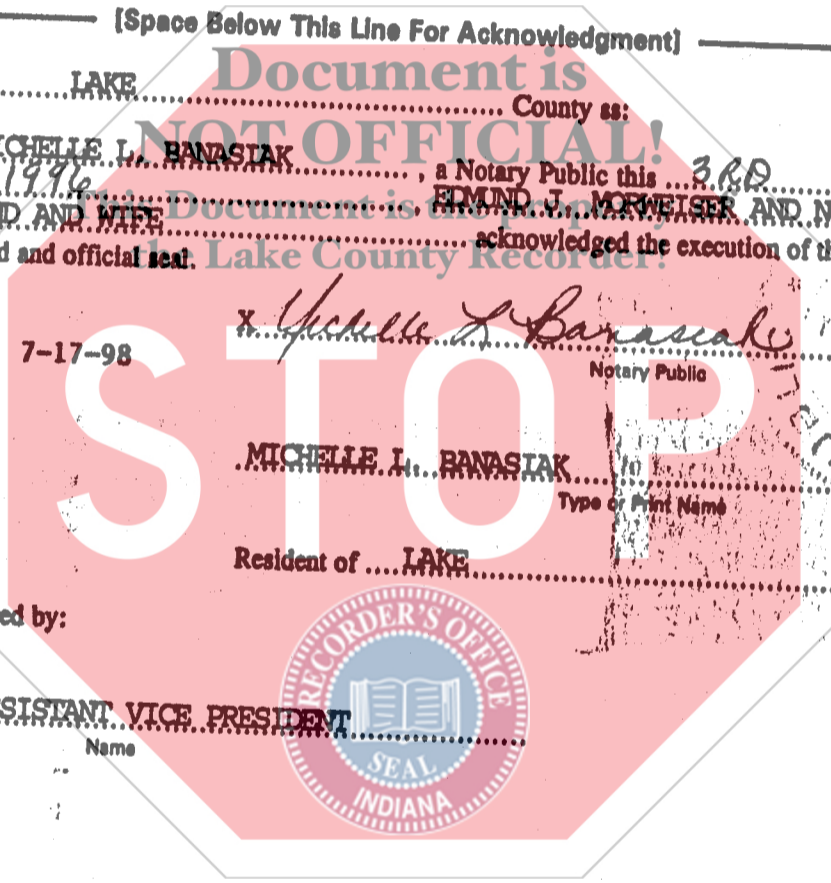 [Space Below This Line For Acknowledgment]
Document is
LAKE County ss:
NOT OFFICIAL!
CHELLE L. BANASIAK, a Notary Public this 3RD
1996, EDMUND J. MORWEISER AND N
This Document is the property
D AND WIFE acknowledged the execution of th
d and official seal.
the Lake County Recorder!
X Michelle L Banasiak
7-17-98
Notary Public
STOP
MICHELLE L. BANASIAK
Type or Print Name
Resident of LAKE
ed by:
RECORDER'S OFFICE
SEAL
INDIANA
SISTANT VICE PRESIDENT
Name